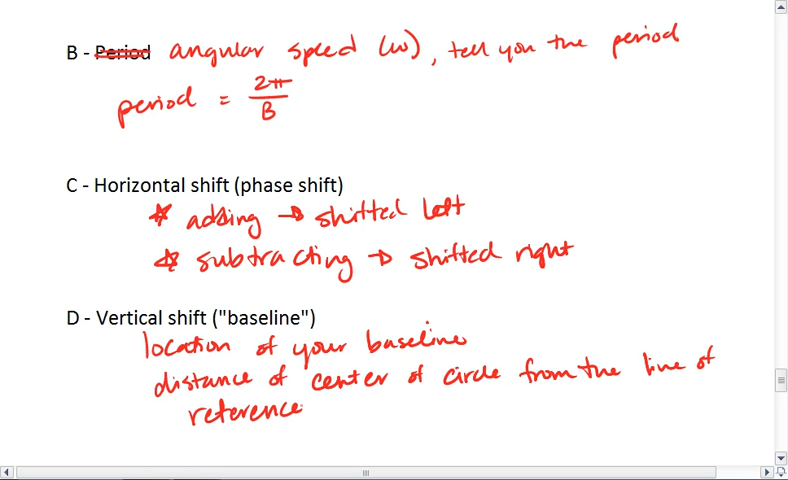 B - Period angular speed (ω), tell you the period
period = 2π/B
C - Horizontal shift (phase shift)
* adding → shifted left
* subtracting → shifted right
D - Vertical shift ("baseline")
location of your baseline
distance of center of circle from the line of
reference